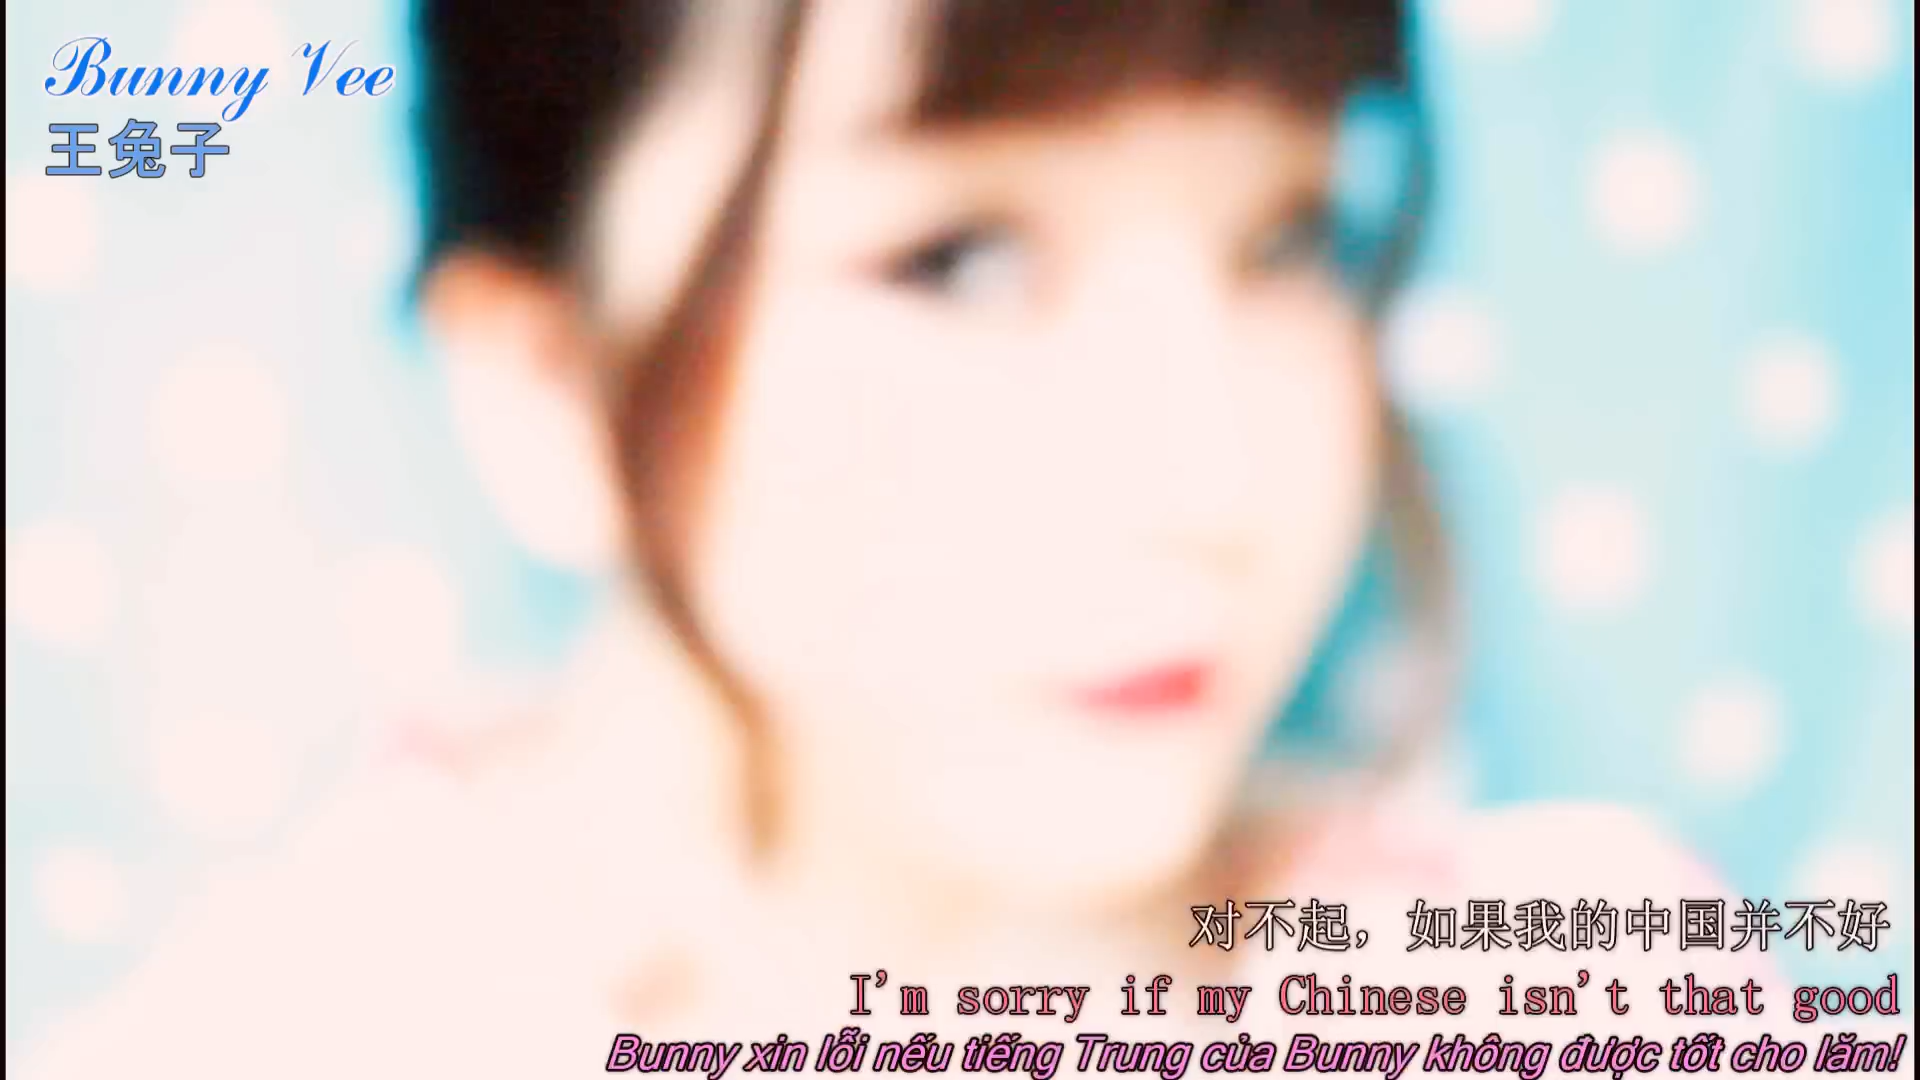 Bunny Vee
王兔子
对不起，如果我的中国并不好
I'm sorry if my Chinese isn't that good
Bunny xin lỗi nếu tiếng Trung của Bunny không được tốt cho lăm!